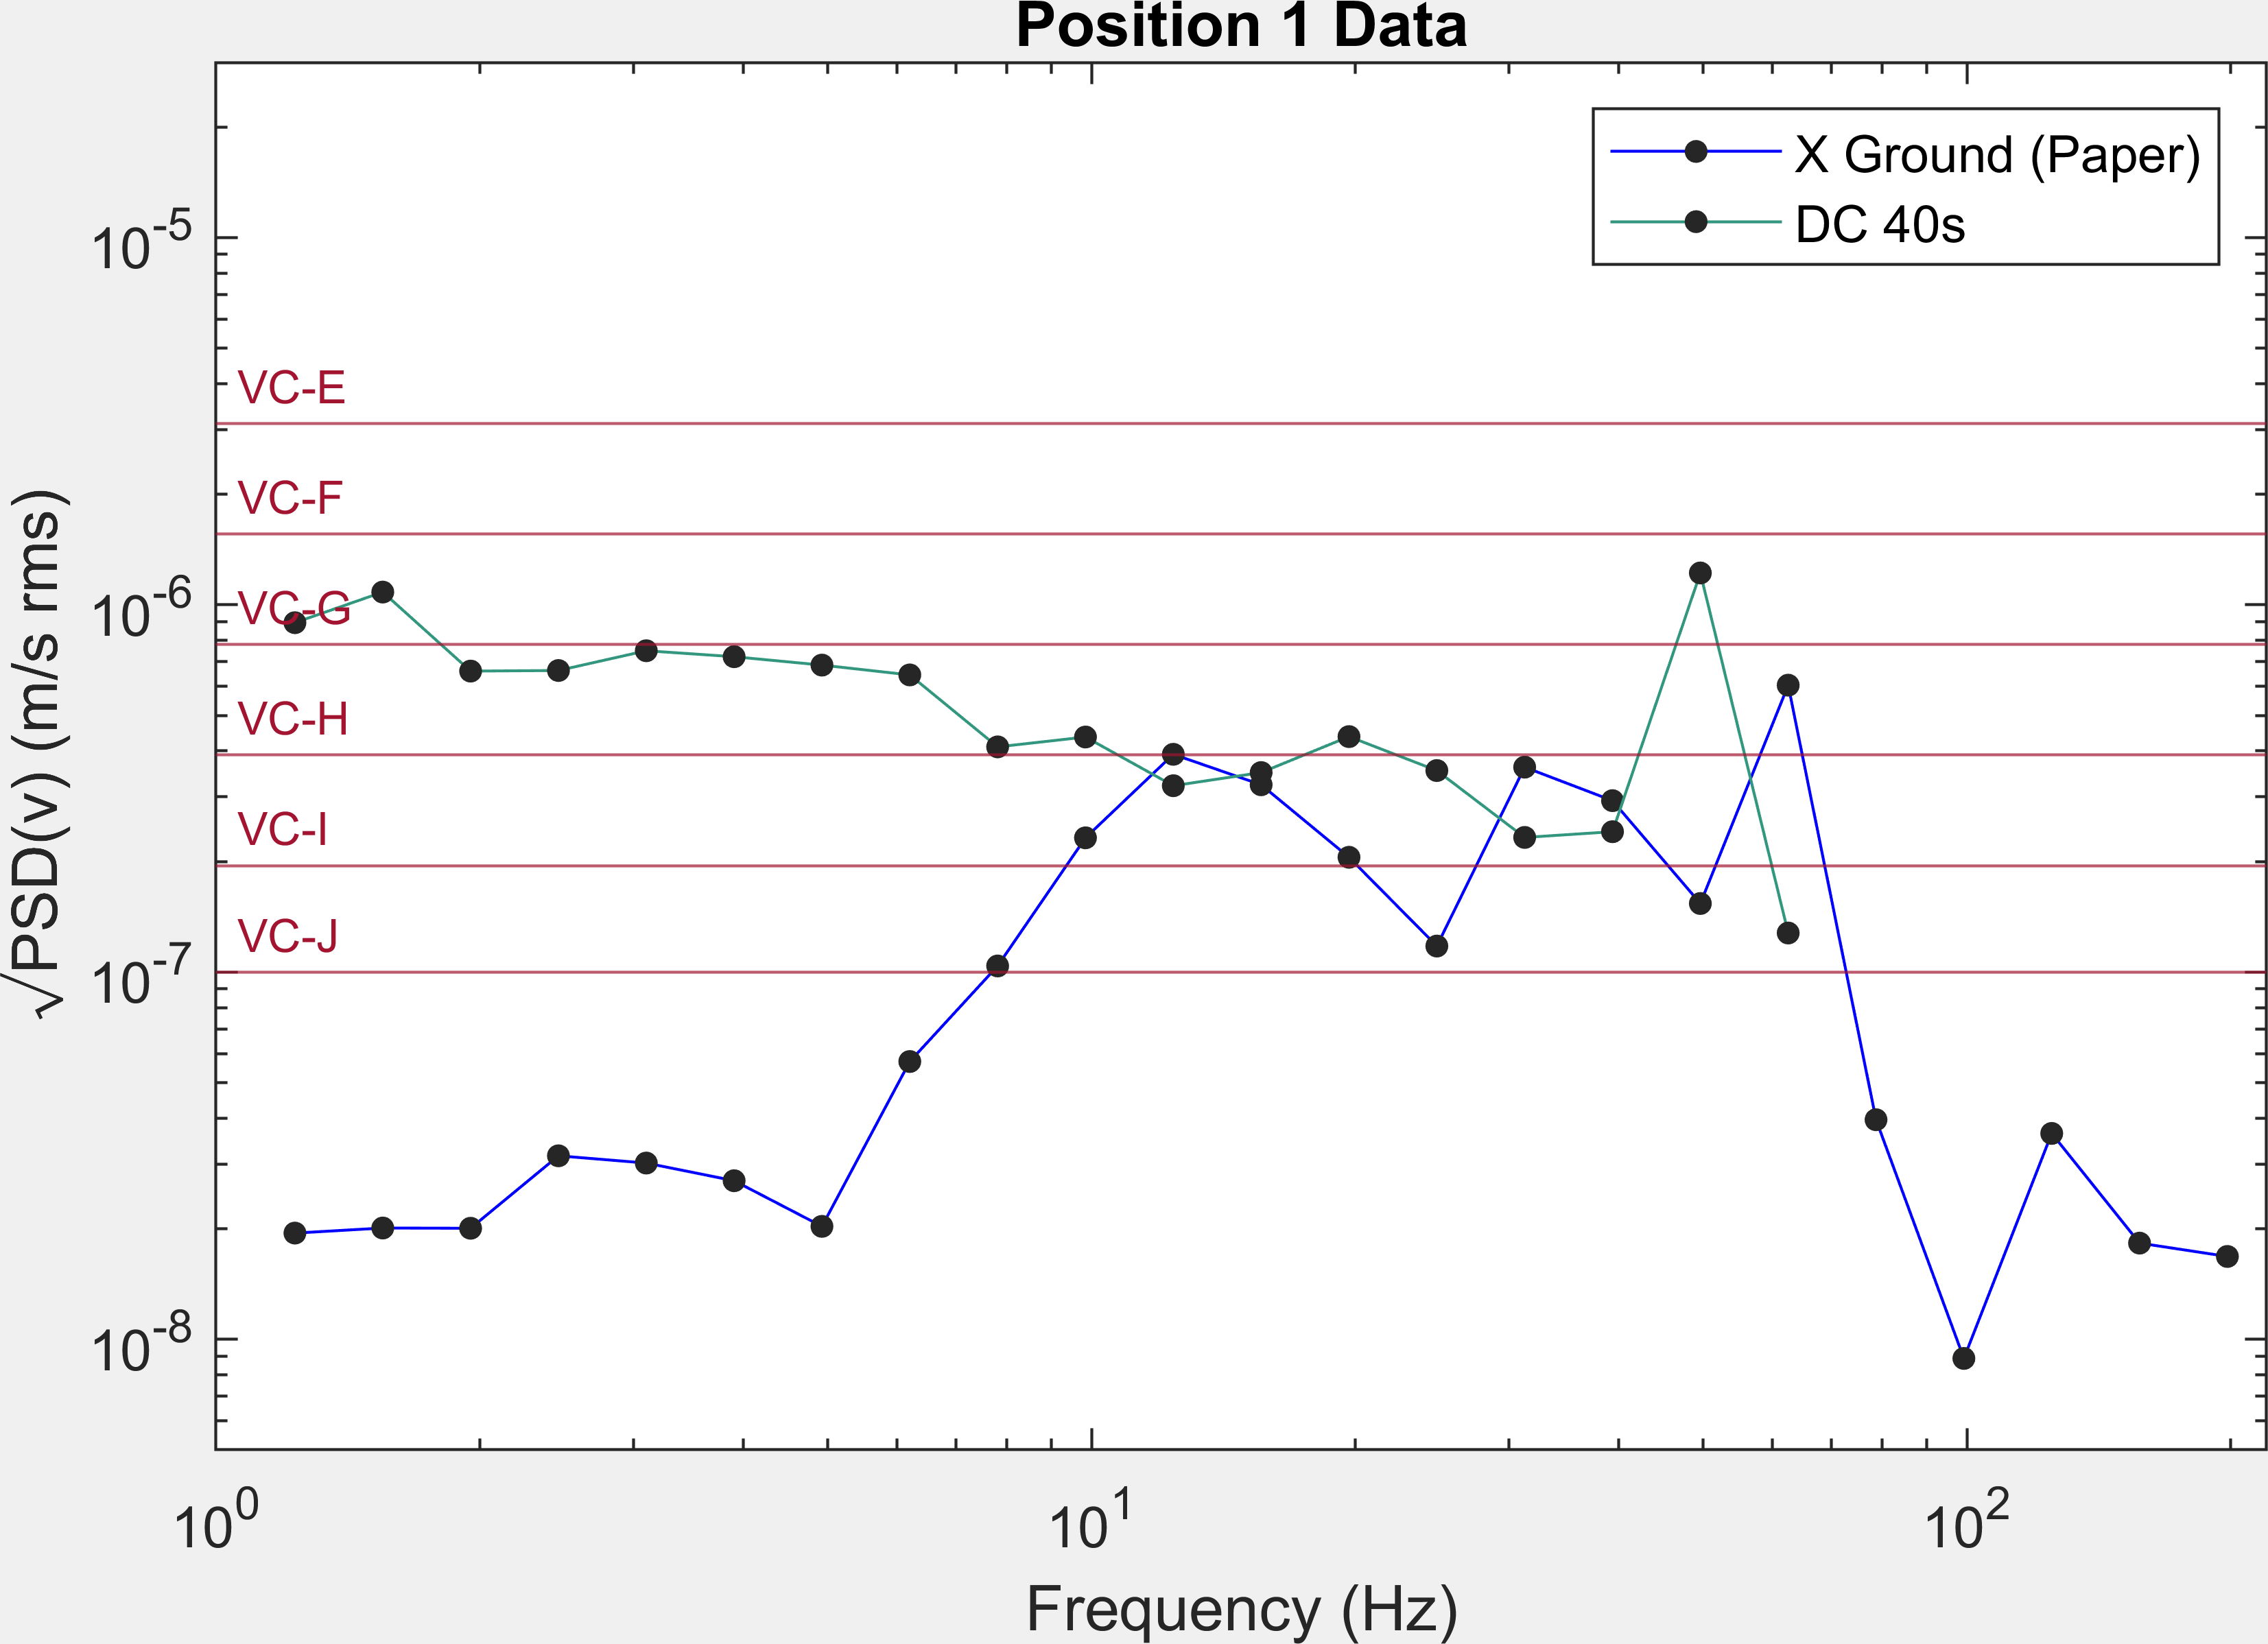 Position 1 Data
X Ground (Paper)
DC 40s
10⁻⁵
VC-E
VC-F
10⁻⁶
VC-G
VC-H
VC-I
VC-J
10⁻⁷
10⁻⁸
√PSD(v) (m/s rms)
10⁰ 10¹ 10²
Frequency (Hz)